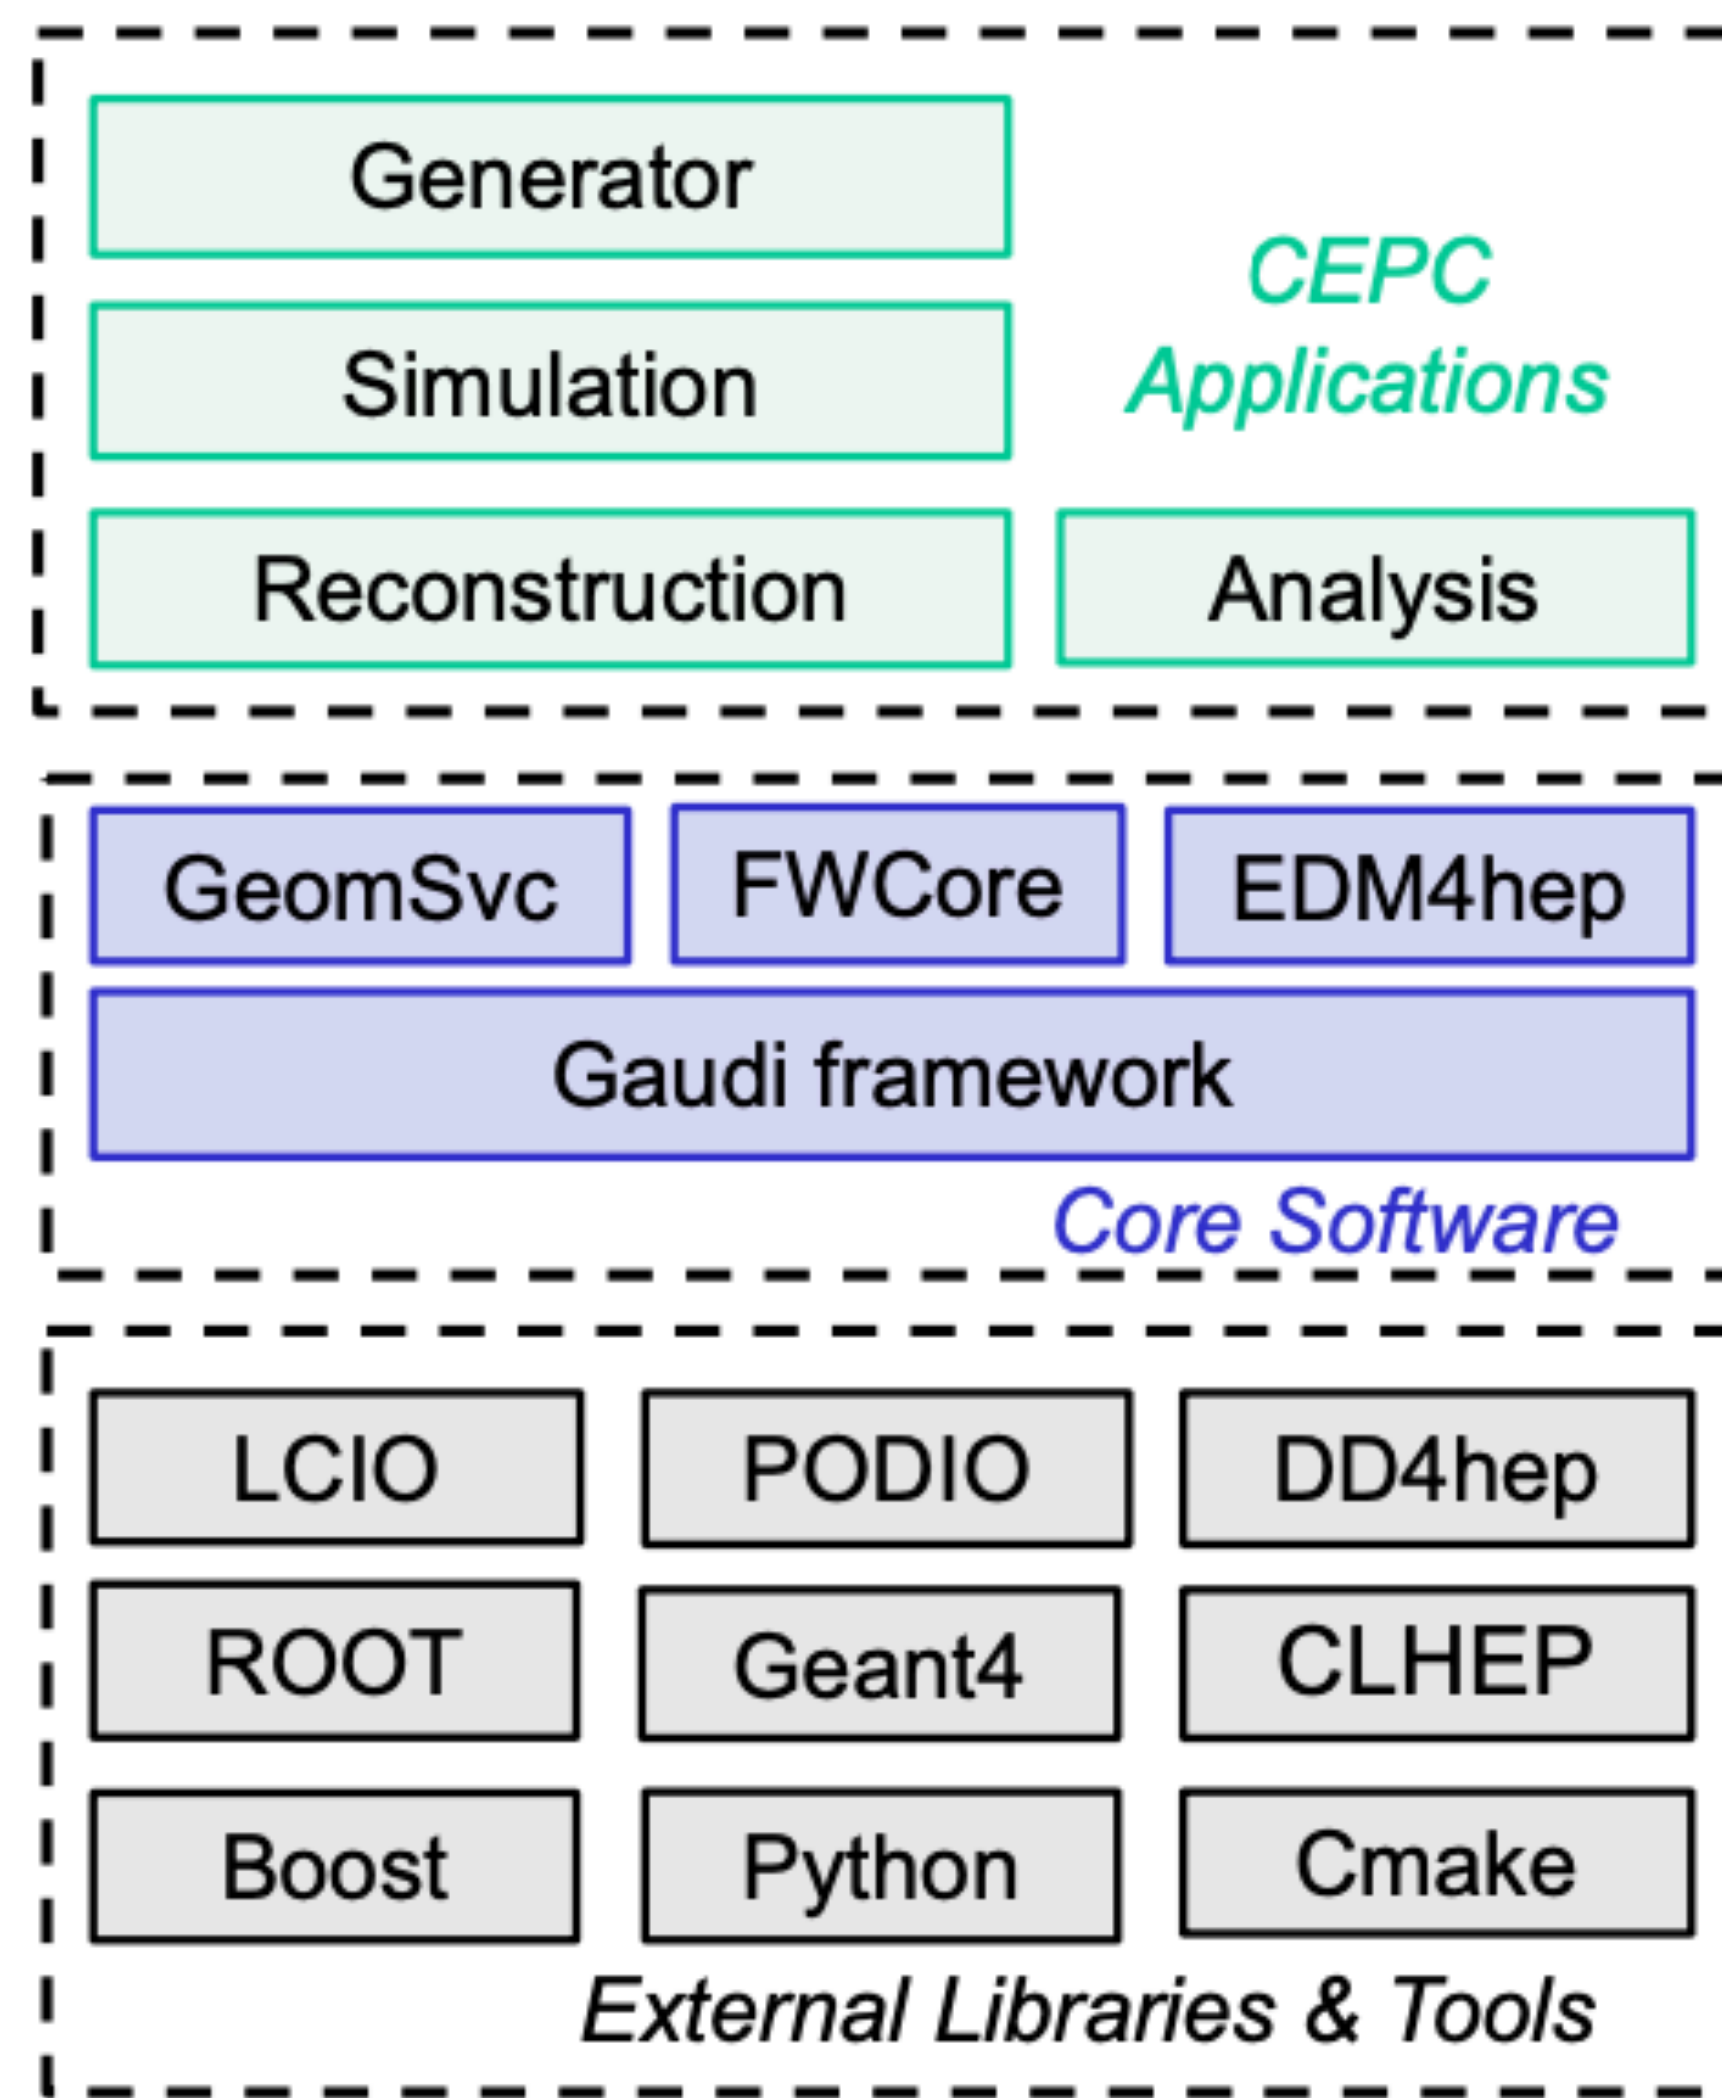 Generator
CEPC
Applications
Simulation
Reconstruction
Analysis
GeomSvc
FWCore
EDM4hep
Gaudi framework
Core Software
LCIO
PODIO
DD4hep
ROOT
Geant4
CLHEP
Boost
Python
Cmake
External Libraries & Tools